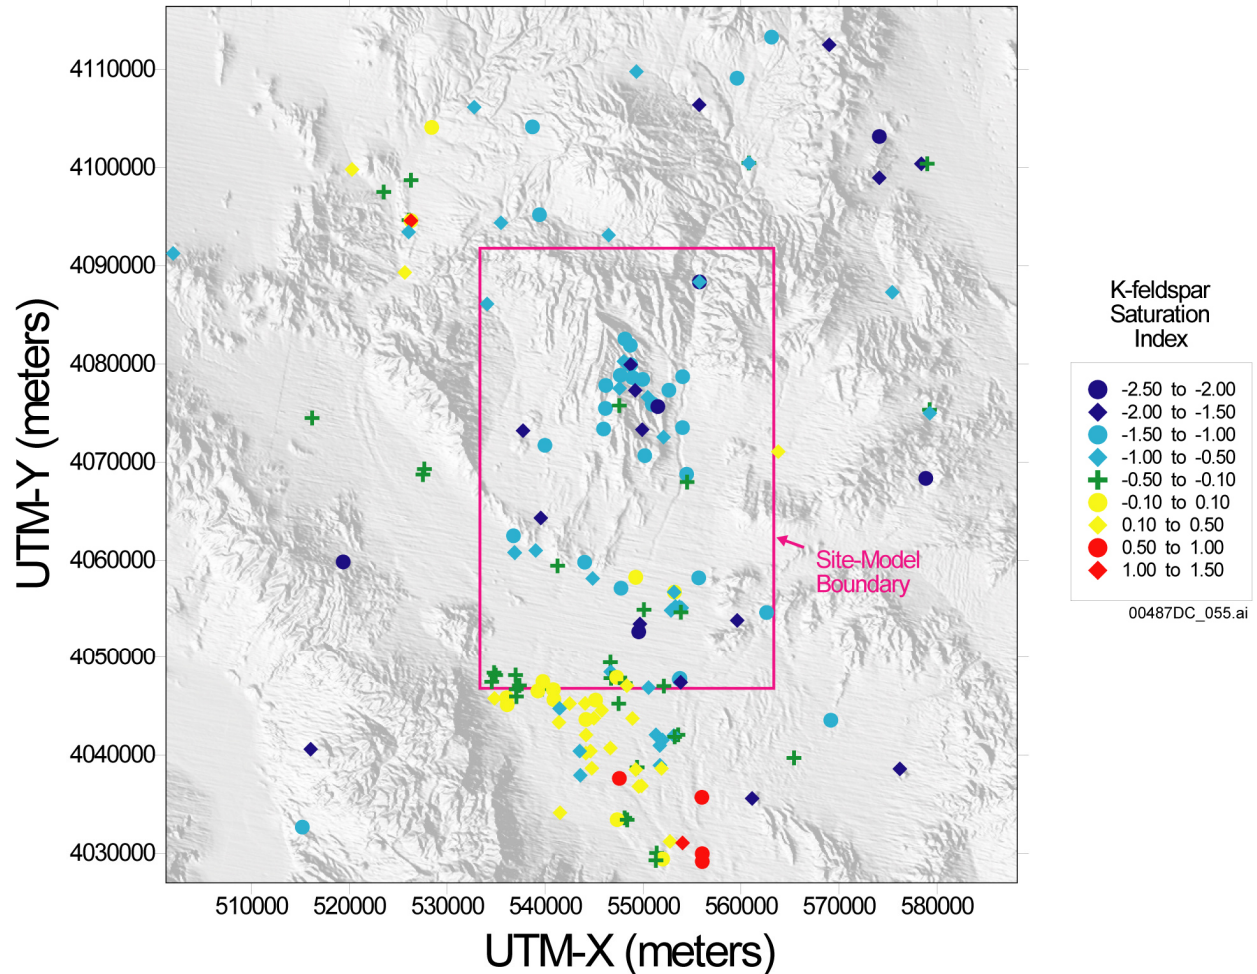 4110000
4100000
4090000
4080000
4070000
4060000
4050000
4040000
4030000
UTM-Y (meters)
510000 520000 530000 540000 550000 560000 570000 580000
UTM-X (meters)
Site-Model
Boundary
K-feldspar
Saturation
Index
-2.50 to -2.00
-2.00 to -1.50
-1.50 to -1.00
-1.00 to -0.50
-0.50 to -0.10
-0.10 to 0.10
0.10 to 0.50
0.50 to 1.00
1.00 to 1.50
00487DC_055.ai